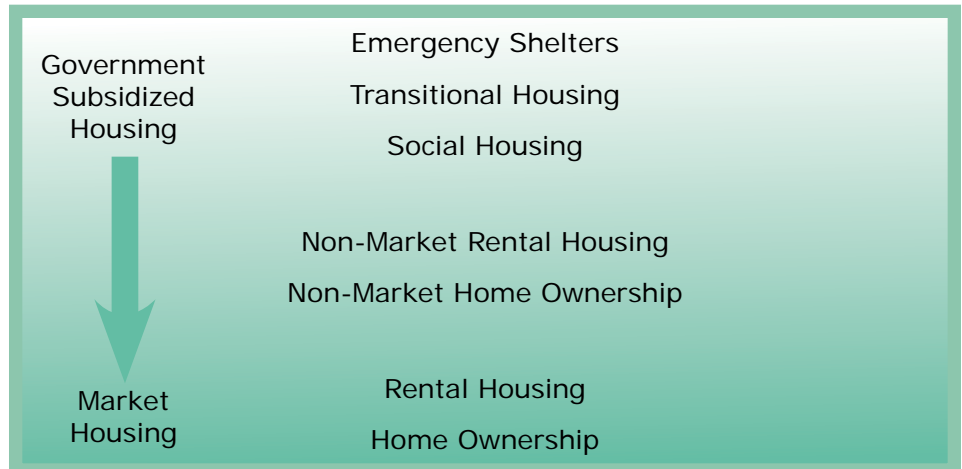 Government
Subsidized
Housing
Emergency Shelters
Transitional Housing
Social Housing
Non-Market Rental Housing
Non-Market Home Ownership
Market
Housing
Rental Housing
Home Ownership